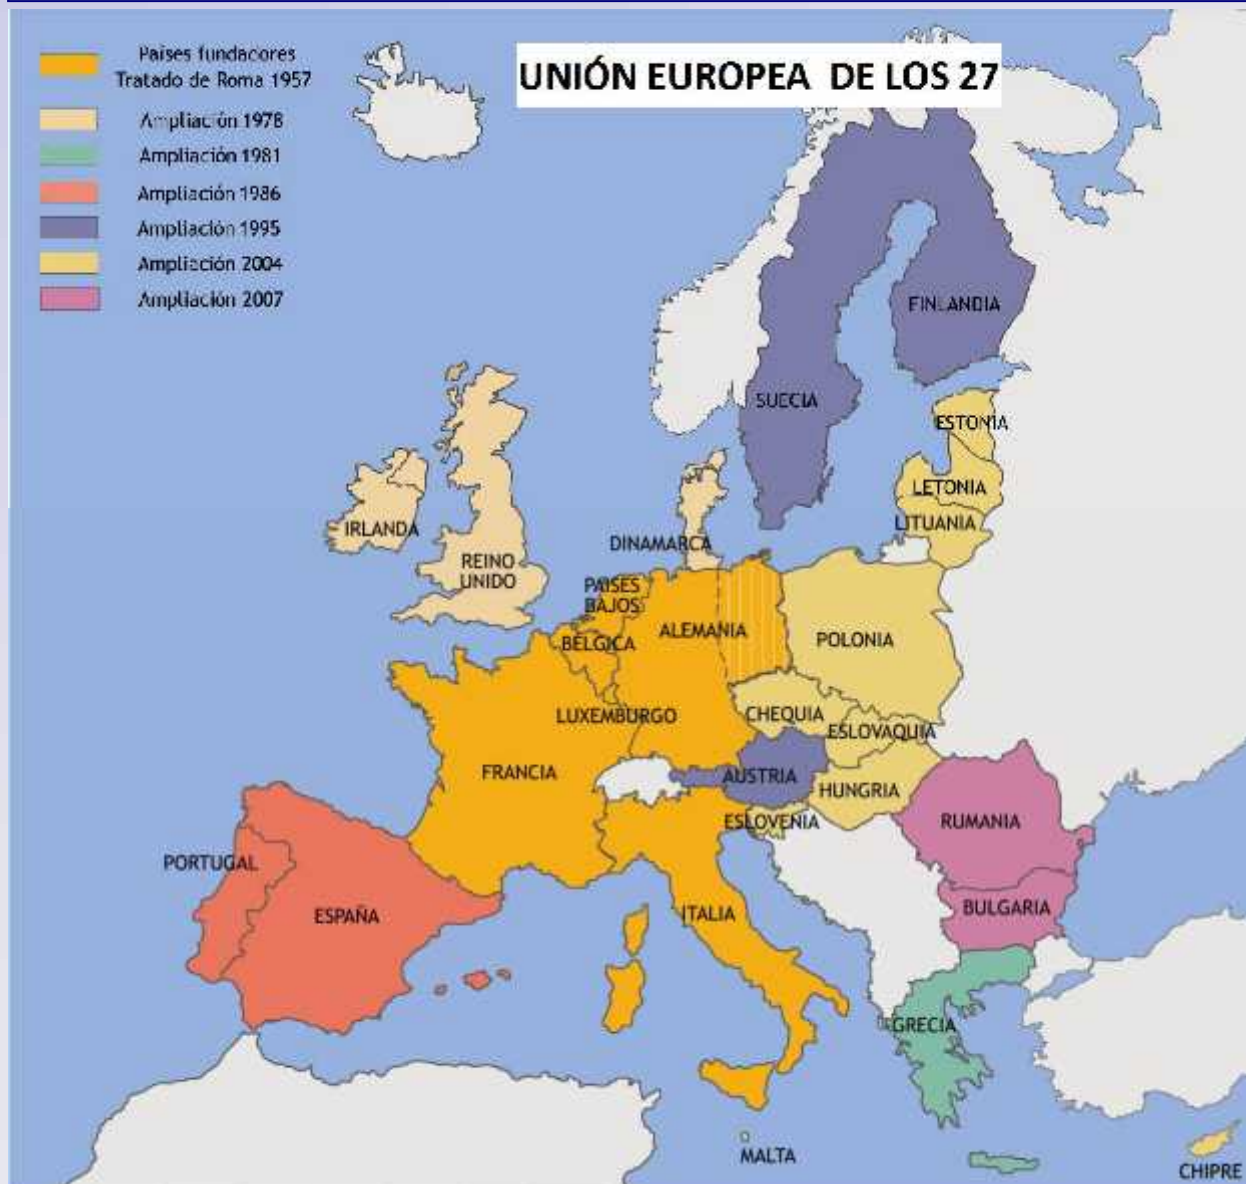 Países fundacores
Tratado de Roma 1957
Ampliación 1978
Ampliación 1981
Ampliación 1986
Ampliación 1995
Ampliación 2004
Ampliación 2007
UNIÓN EUROPEA DE LOS 27
FINLANDIA
SUECIA
ESTONIA
LETONIA
LITUANIA
IRLANDA
REINO
UNIDO
DINAMARCA
PAISES
BAJOS
BÉLGICA
ALEMANIA
POLONIA
LUXEMBURGO
CHEQUIA
ESLOVAQUIA
FRANCIA
AUSTRIA
HUNGRIA
ESLOVENIA
RUMANIA
PORTUGAL
ESPAÑA
ITALIA
BULGARIA
GRECIA
MALTA
CHIPRE